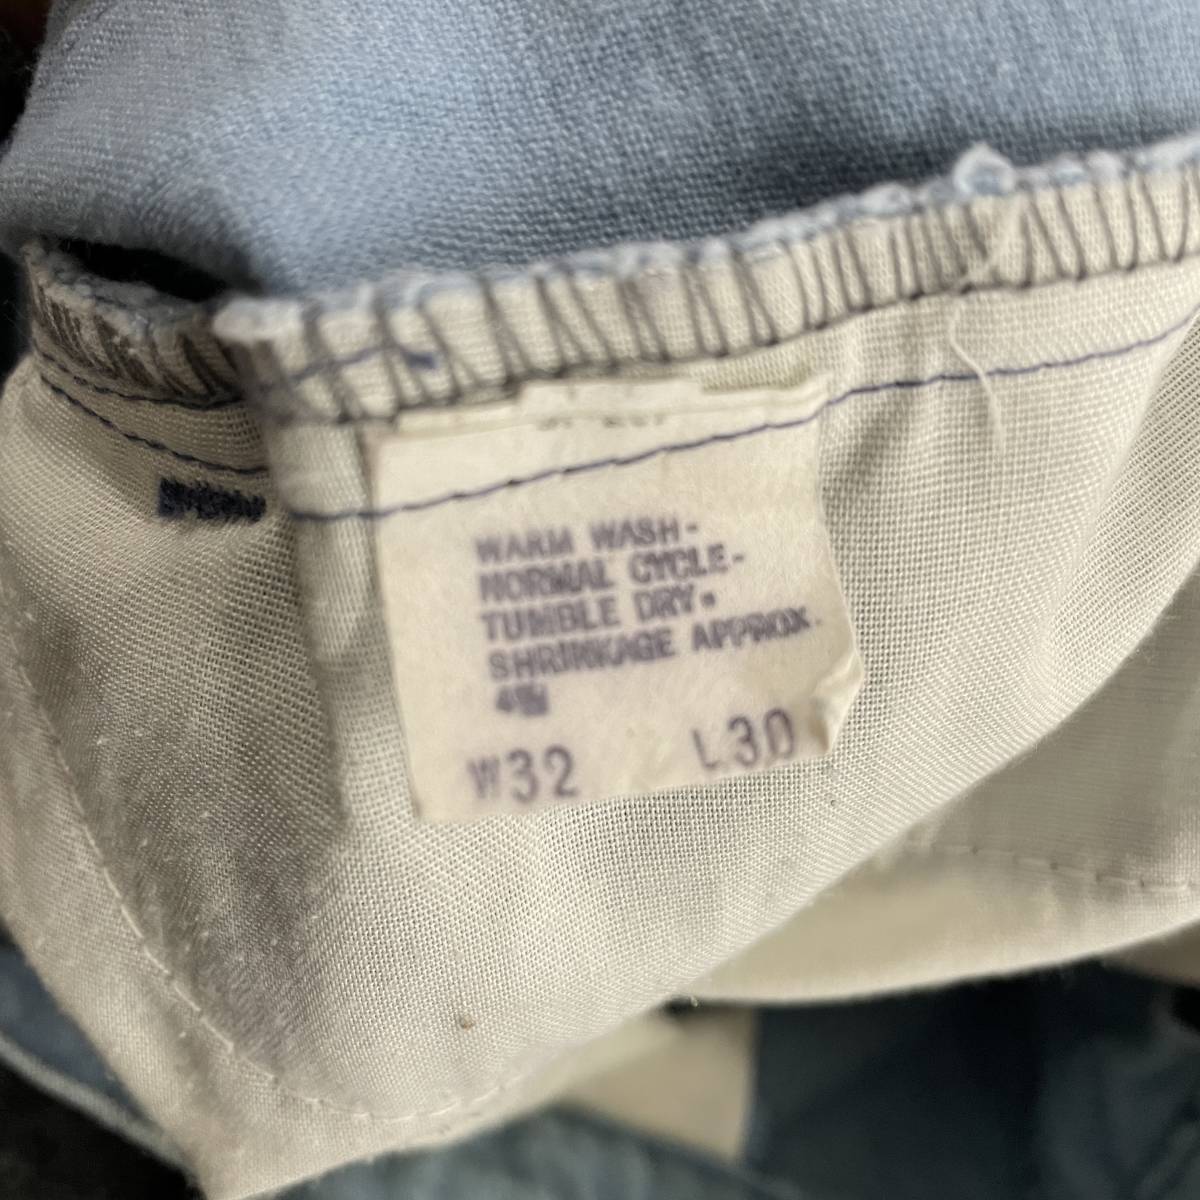 WARM WASH-
NORMAL CYCLE-
TUMBLE DRY.
SHRINKAGE APPROX.
W32 L30